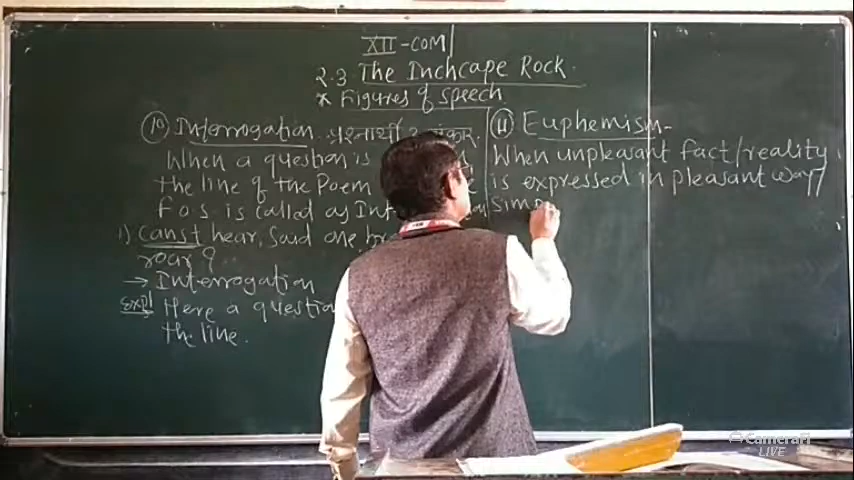 XII-COM
2.3 The Inchcape Rock.
* Figures of speech
10 Interrogation. प्रश्नार्थी
When a question is
the line of the Poem
F.O.S. is called as
1) canst hear, said one
roar?
→ Interrogation
Expl Here a question
the line.
11 Euphemism-
When unpleasant fact/reality
is expressed in pleasant way/
CameraFi
LIVE